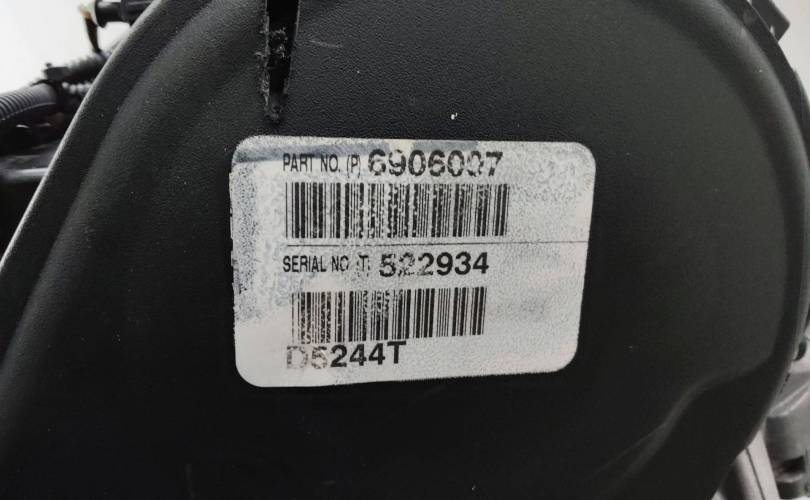 PART NO. (P) 6906007
SERIAL NO (T) 522934
D5244T